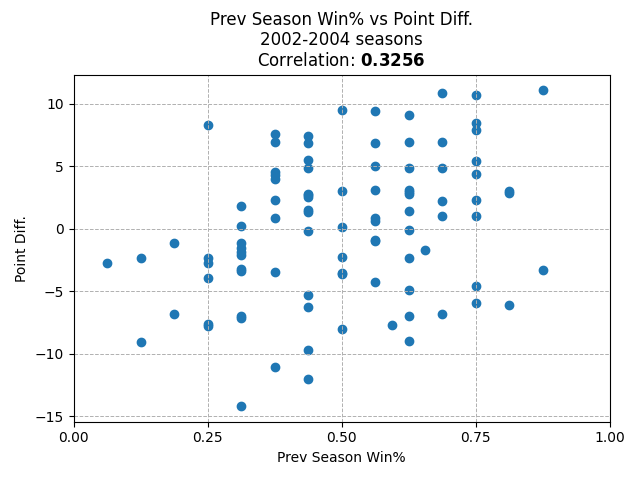 Prev Season Win% vs Point Diff.
2002-2004 seasons
Correlation: 0.3256
10
5
0
−5
−10
−15
Point Diff.
0.00 0.25 0.50 0.75 1.00
Prev Season Win%